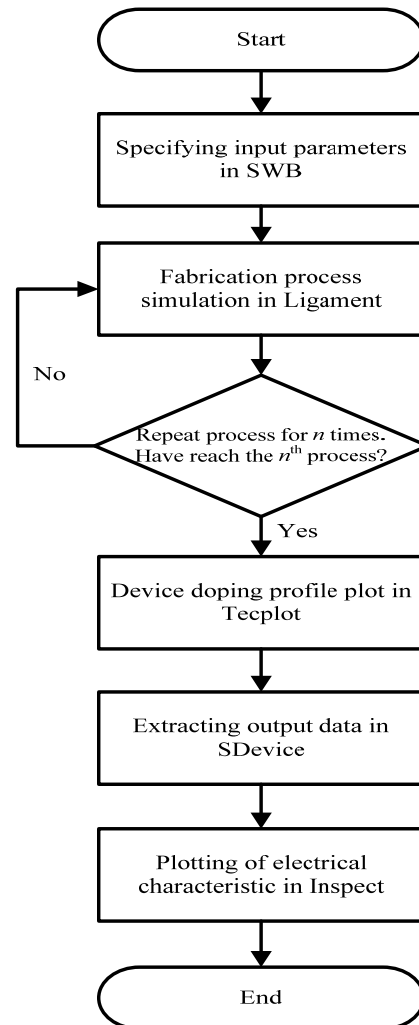 Start
Specifying input parameters
in SWB
Fabrication process
simulation in Ligament
No
Repeat process for n times.
Have reach the nth process?
Yes
Device doping profile plot in
Tecplot
Extracting output data in
SDevice
Plotting of electrical
characteristic in Inspect
End